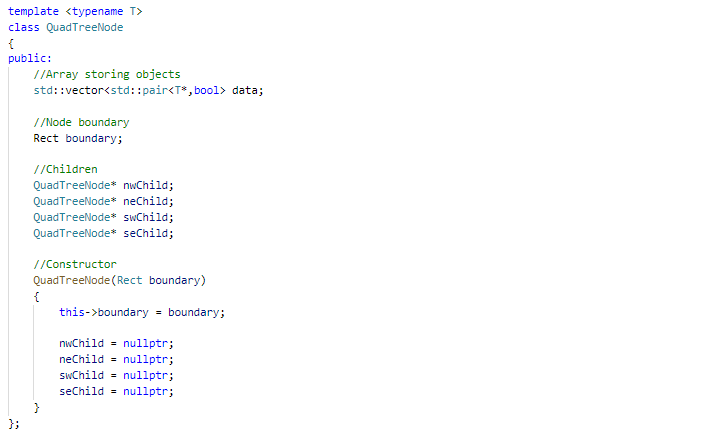 template <typename T>
class QuadTreeNode
{
public:
    //Array storing objects
    std::vector<std::pair<T*,bool> data;

    //Node boundary
    Rect boundary;

    //Children
    QuadTreeNode* nwChild;
    QuadTreeNode* neChild;
    QuadTreeNode* swChild;
    QuadTreeNode* seChild;

    //Constructor
    QuadTreeNode(Rect boundary)
    {
        this->boundary = boundary;

        nwChild = nullptr;
        neChild = nullptr;
        swChild = nullptr;
        seChild = nullptr;
    }
};